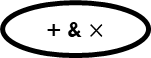 + & ×